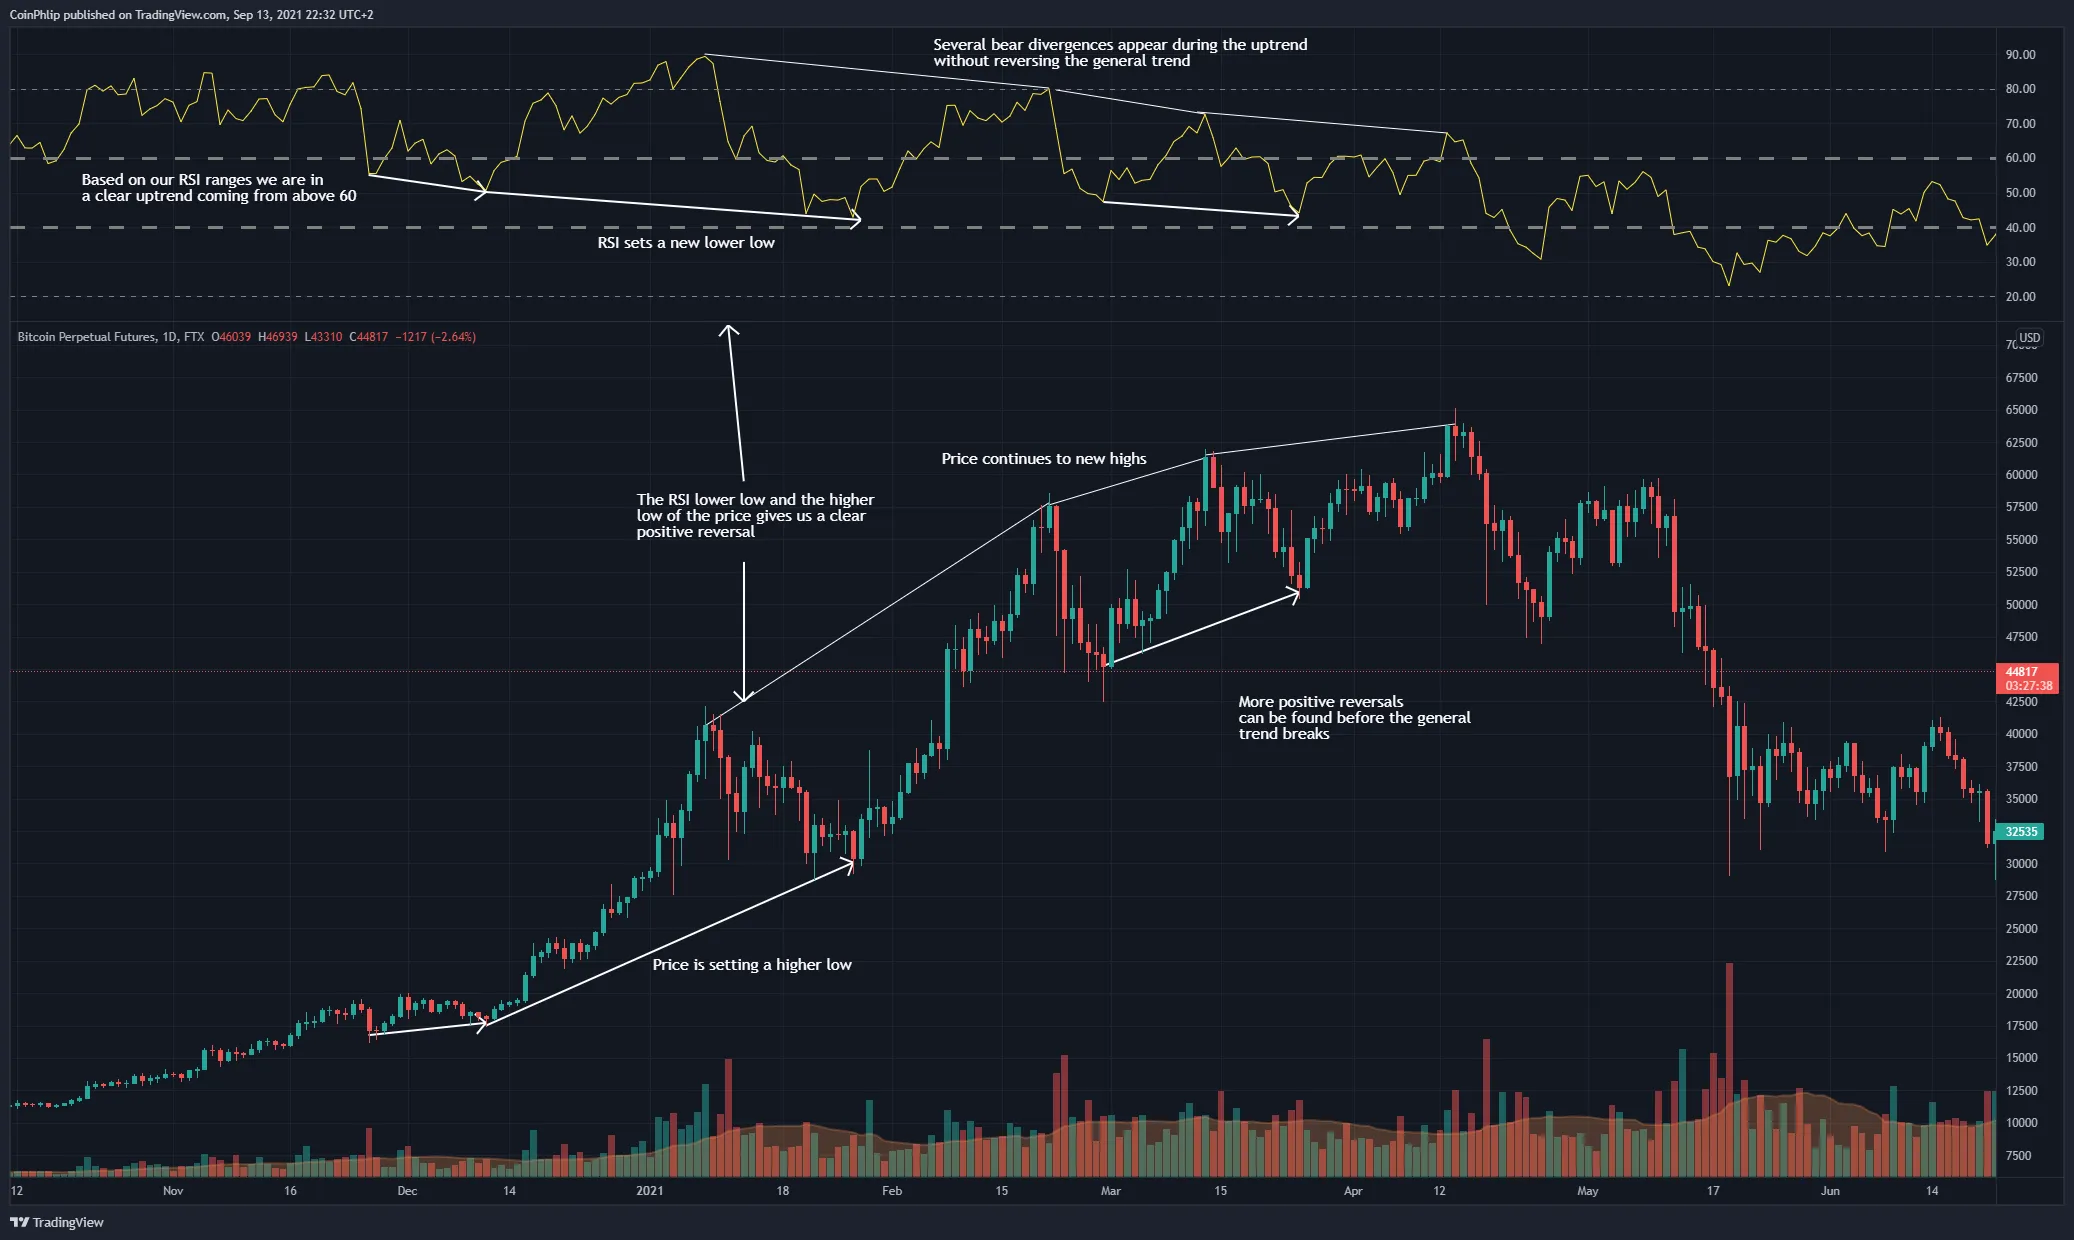 CoinPhlip published on TradingView.com, Sep 13, 2021 22:32 UTC+2
Several bear divergences appear during the uptrend
without reversing the general trend
90.00
80.00
70.00
60.00
Based on our RSI ranges we are in
a clear uptrend coming from above 60
50.00
40.00
RSI sets a new lower low
30.00
20.00
Bitcoin Perpetual Futures, 1D, FTX O46039 H46939 L43310 C44817 −1217 (−2.64%)
USD
67500
65000
62500
Price continues to new highs
60000
The RSI lower low and the higher
low of the price gives us a clear
positive reversal
57500
55000
52500
50000
47500
44817
03:27:38
42500
More positive reversals
can be found before the general
trend breaks
40000
37500
35000
32535
30000
27500
25000
Price is setting a higher low
22500
20000
17500
15000
12500
10000
7500
12 Nov 16 Dec 14 2021 18 Feb 15 Mar 15 Apr 12 May 17 Jun 14
TradingView